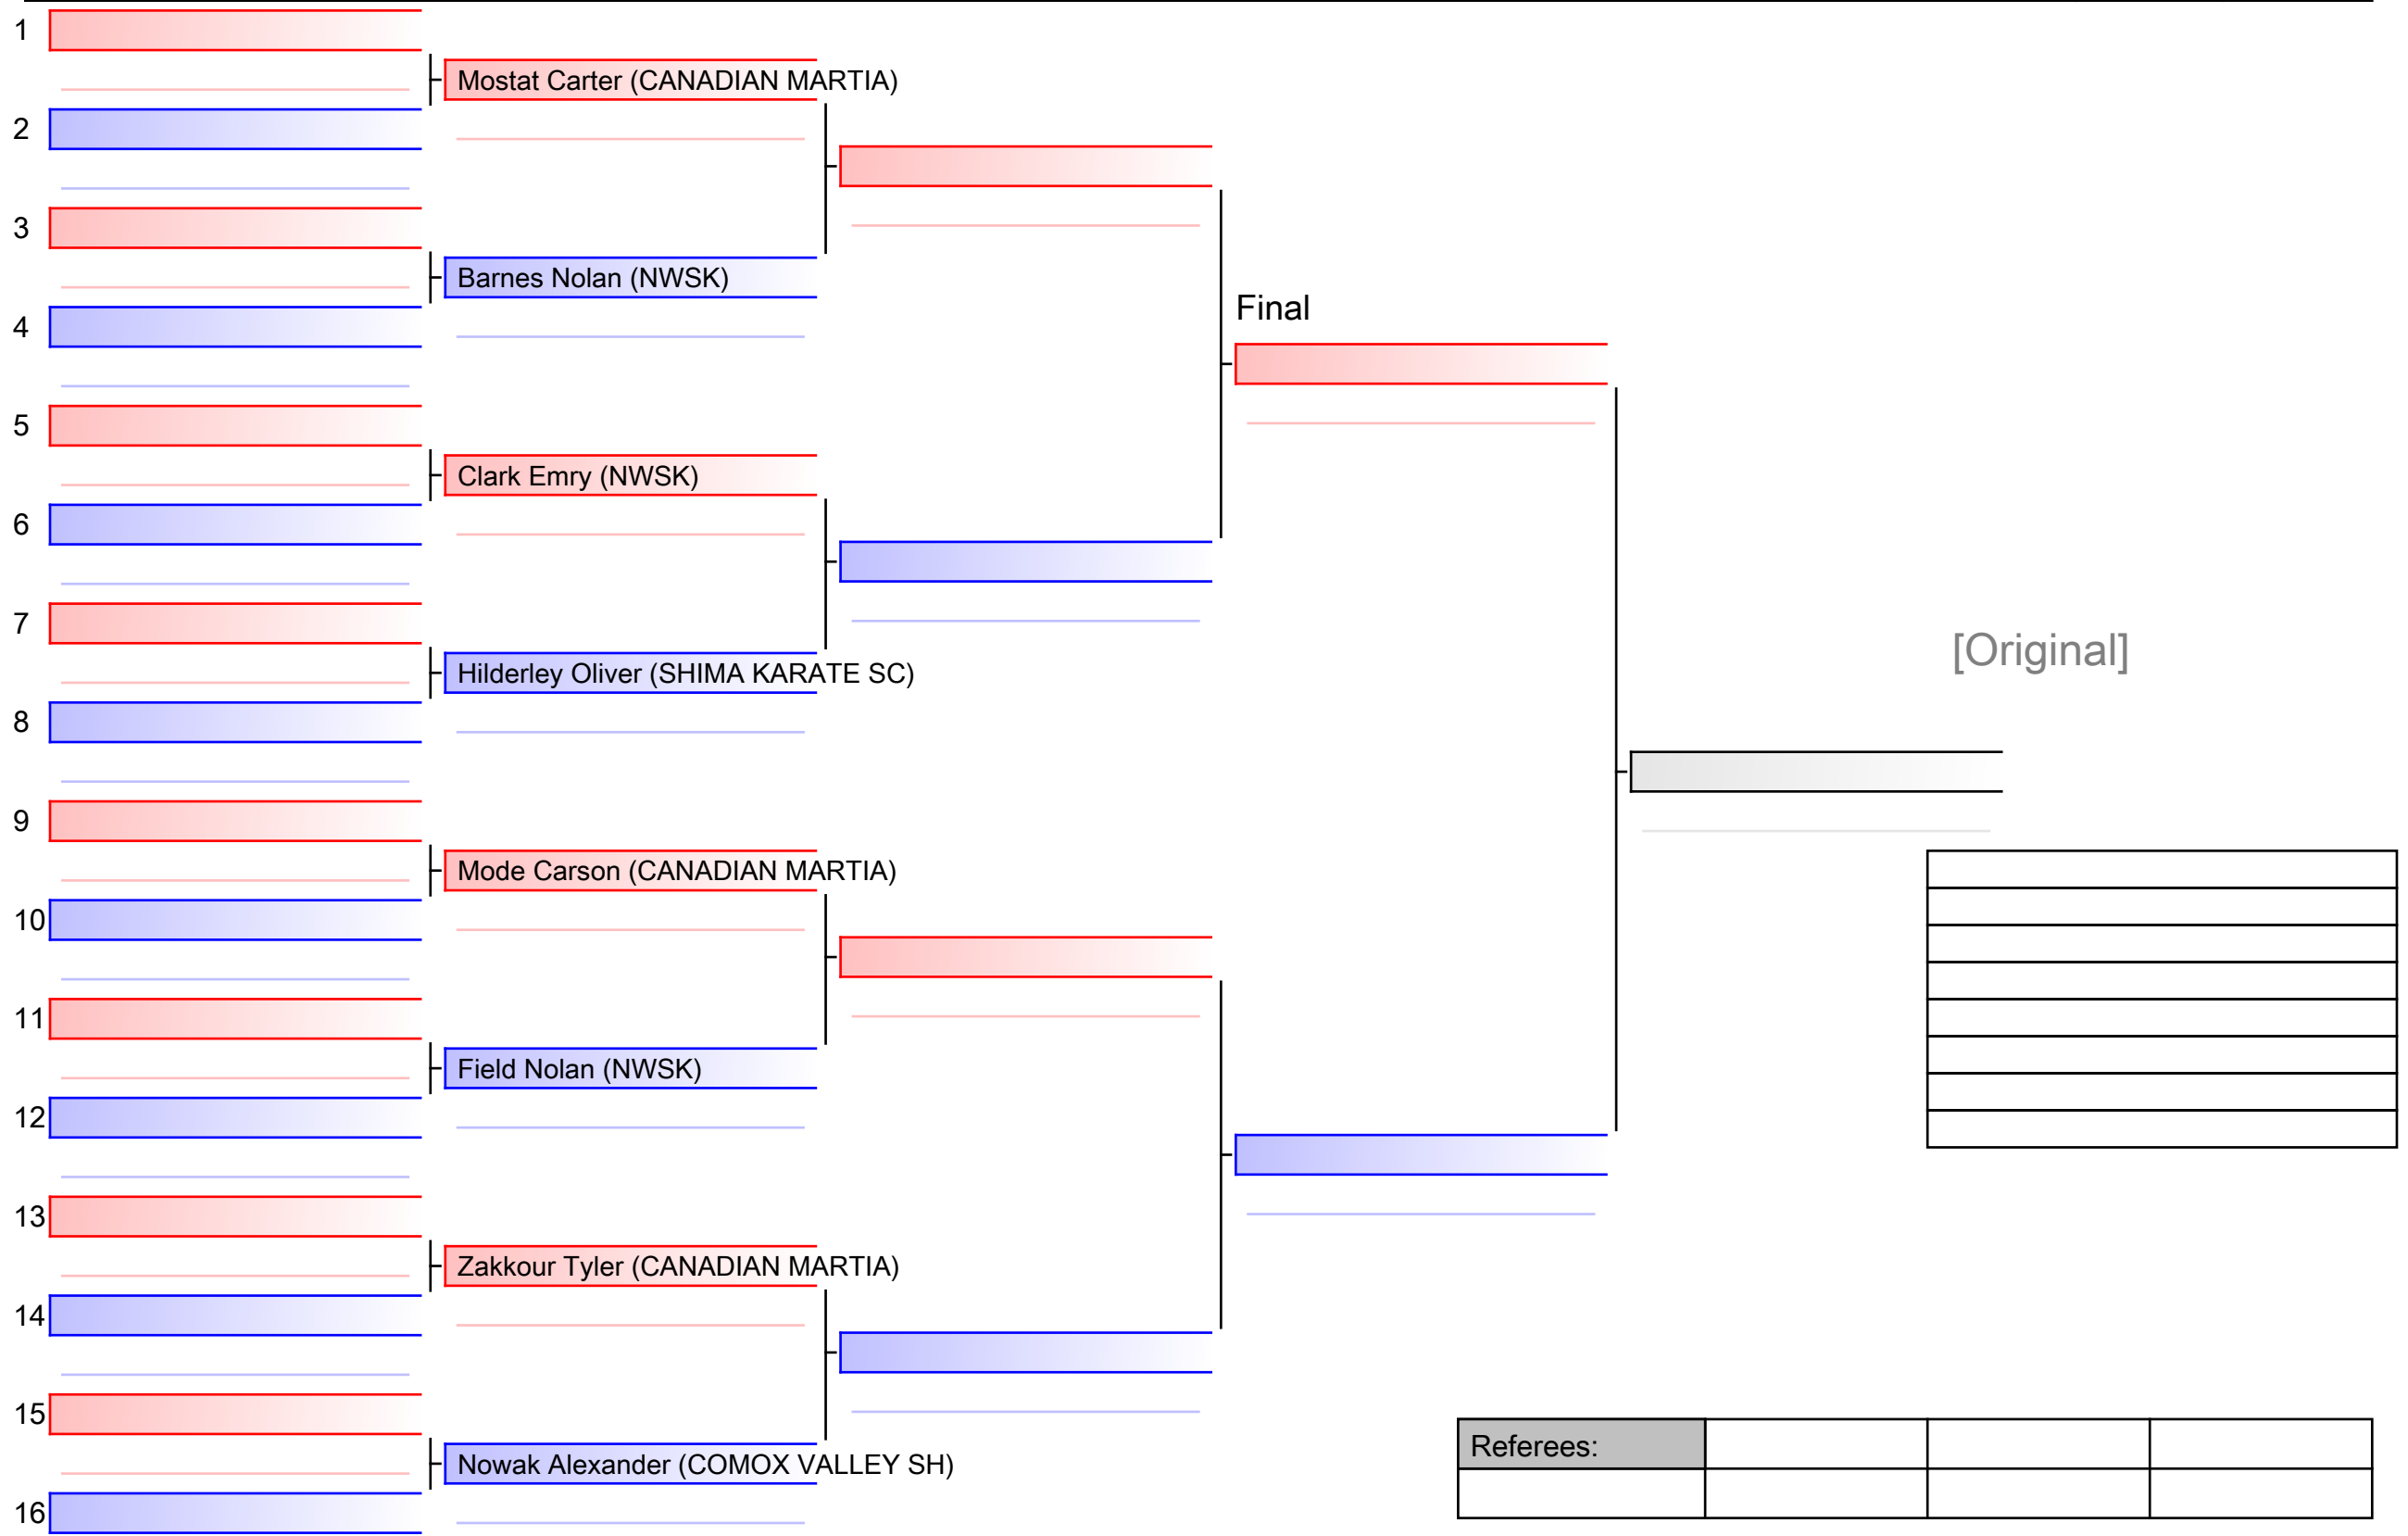 1
Mostat Carter (CANADIAN MARTIA)
2
3
Barnes Nolan (NWSK)
Final
4
5
Clark Emry (NWSK)
6
7
[Original]
Hilderley Oliver (SHIMA KARATE SC)
8
9
Mode Carson (CANADIAN MARTIA)
10
11
Field Nolan (NWSK)
12
13
Zakkour Tyler (CANADIAN MARTIA)
14
15
Referees:
Nowak Alexander (COMOX VALLEY SH)
16